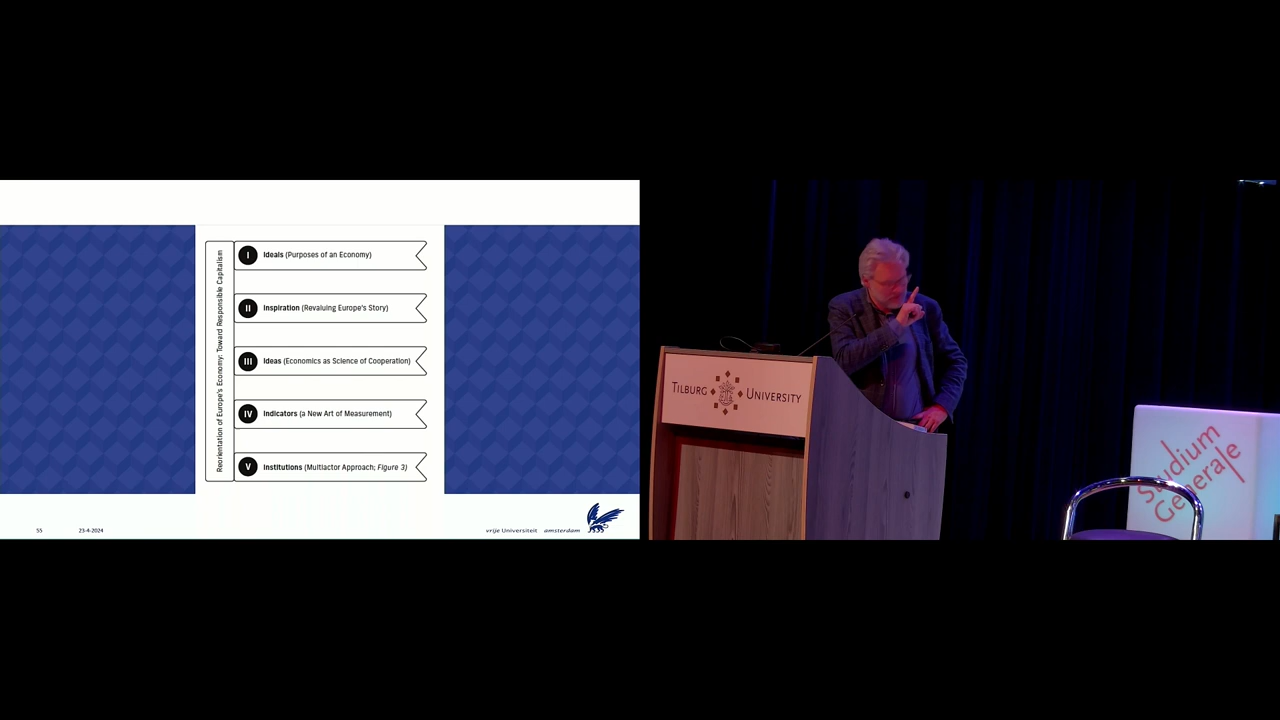 Reorientation of Europe's Economy: Toward Responsible Capitalism
I Ideals (Purposes of an Economy)
II Inspiration (Revaluing Europe's Story)
III Ideas (Economics as Science of Cooperation)
IV Indicators (a New Art of Measurement)
V Institutions (Multiactor Approach; Figure 3)
55 23-4-2024 vrije Universiteit amsterdam
TILBURG UNIVERSITY
Studium
Generale